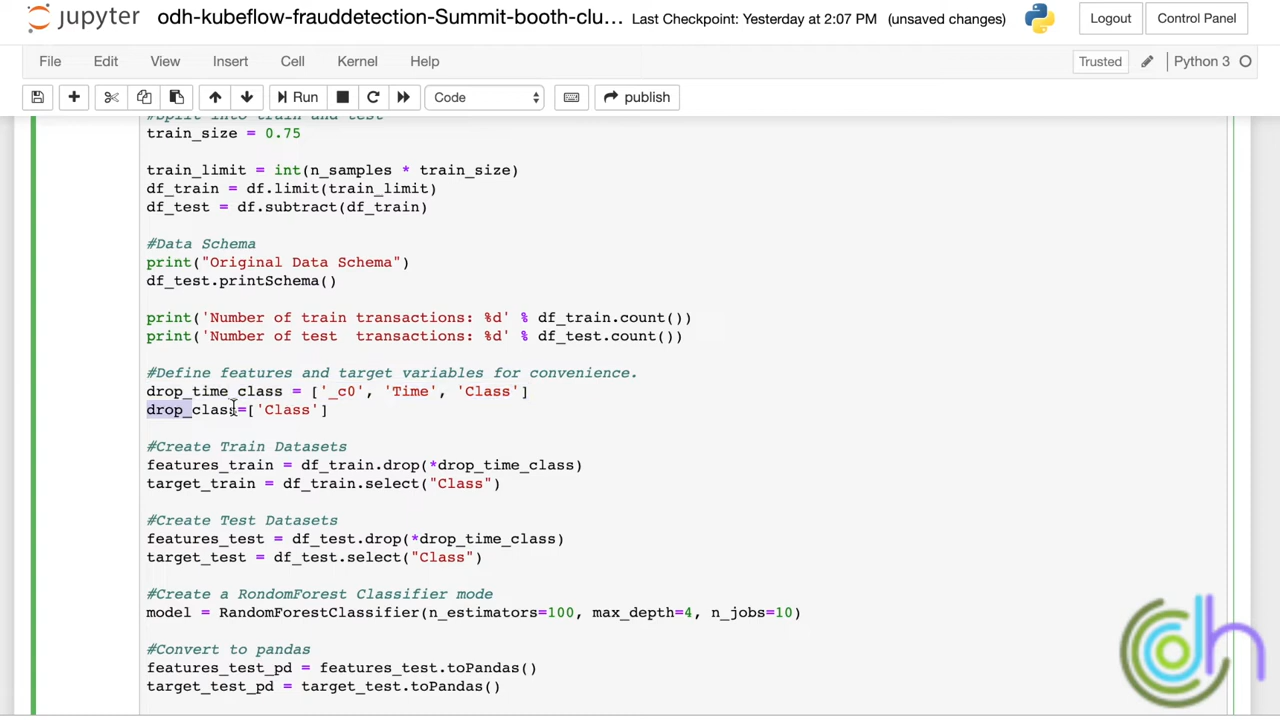 jupyter odh-kubeflow-frauddetection-Summit-booth-clu... Last Checkpoint: Yesterday at 2:07 PM (unsaved changes) Logout Control Panel
File Edit View Insert Cell Kernel Help Trusted Python 3
Run Code publish
#Split into train and test
train_size = 0.75
train_limit = int(n_samples * train_size)
df_train = df.limit(train_limit)
df_test = df.subtract(df_train)
#Data Schema
print("Original Data Schema")
df_test.printSchema()
print('Number of train transactions: %d' % df_train.count())
print('Number of test  transactions: %d' % df_test.count())
#Define features and target variables for convenience.
drop_time_class = ['_c0', 'Time', 'Class']
drop_class=['Class']
#Create Train Datasets
features_train = df_train.drop(*drop_time_class)
target_train = df_train.select("Class")
#Create Test Datasets
features_test = df_test.drop(*drop_time_class)
target_test = df_test.select("Class")
#Create a RondomForest Classifier mode
model = RandomForestClassifier(n_estimators=100, max_depth=4, n_jobs=10)
#Convert to pandas
features_test_pd = features_test.toPandas()
target_test_pd = target_test.toPandas()
odh